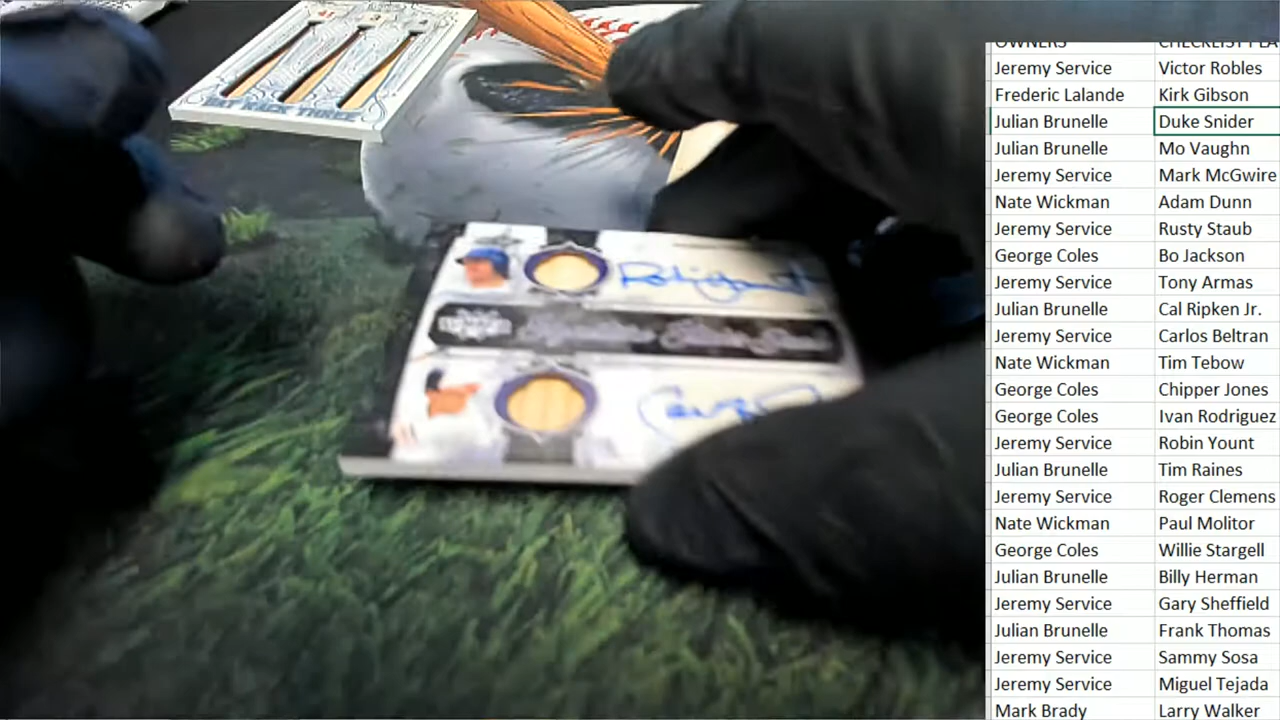 OWNERS CHECKLIST PLA
Jeremy Service Victor Robles
Frederic Lalande Kirk Gibson
Julian Brunelle Duke Snider
Julian Brunelle Mo Vaughn
Jeremy Service Mark McGwire
Nate Wickman Adam Dunn
Jeremy Service Rusty Staub
George Coles Bo Jackson
Jeremy Service Tony Armas
Julian Brunelle Cal Ripken Jr.
Jeremy Service Carlos Beltran
Nate Wickman Tim Tebow
George Coles Chipper Jones
George Coles Ivan Rodriguez
Jeremy Service Robin Yount
Julian Brunelle Tim Raines
Jeremy Service Roger Clemens
Nate Wickman Paul Molitor
George Coles Willie Stargell
Julian Brunelle Billy Herman
Jeremy Service Gary Sheffield
Julian Brunelle Frank Thomas
Jeremy Service Sammy Sosa
Jeremy Service Miguel Tejada
Mark Brady Larry Walker